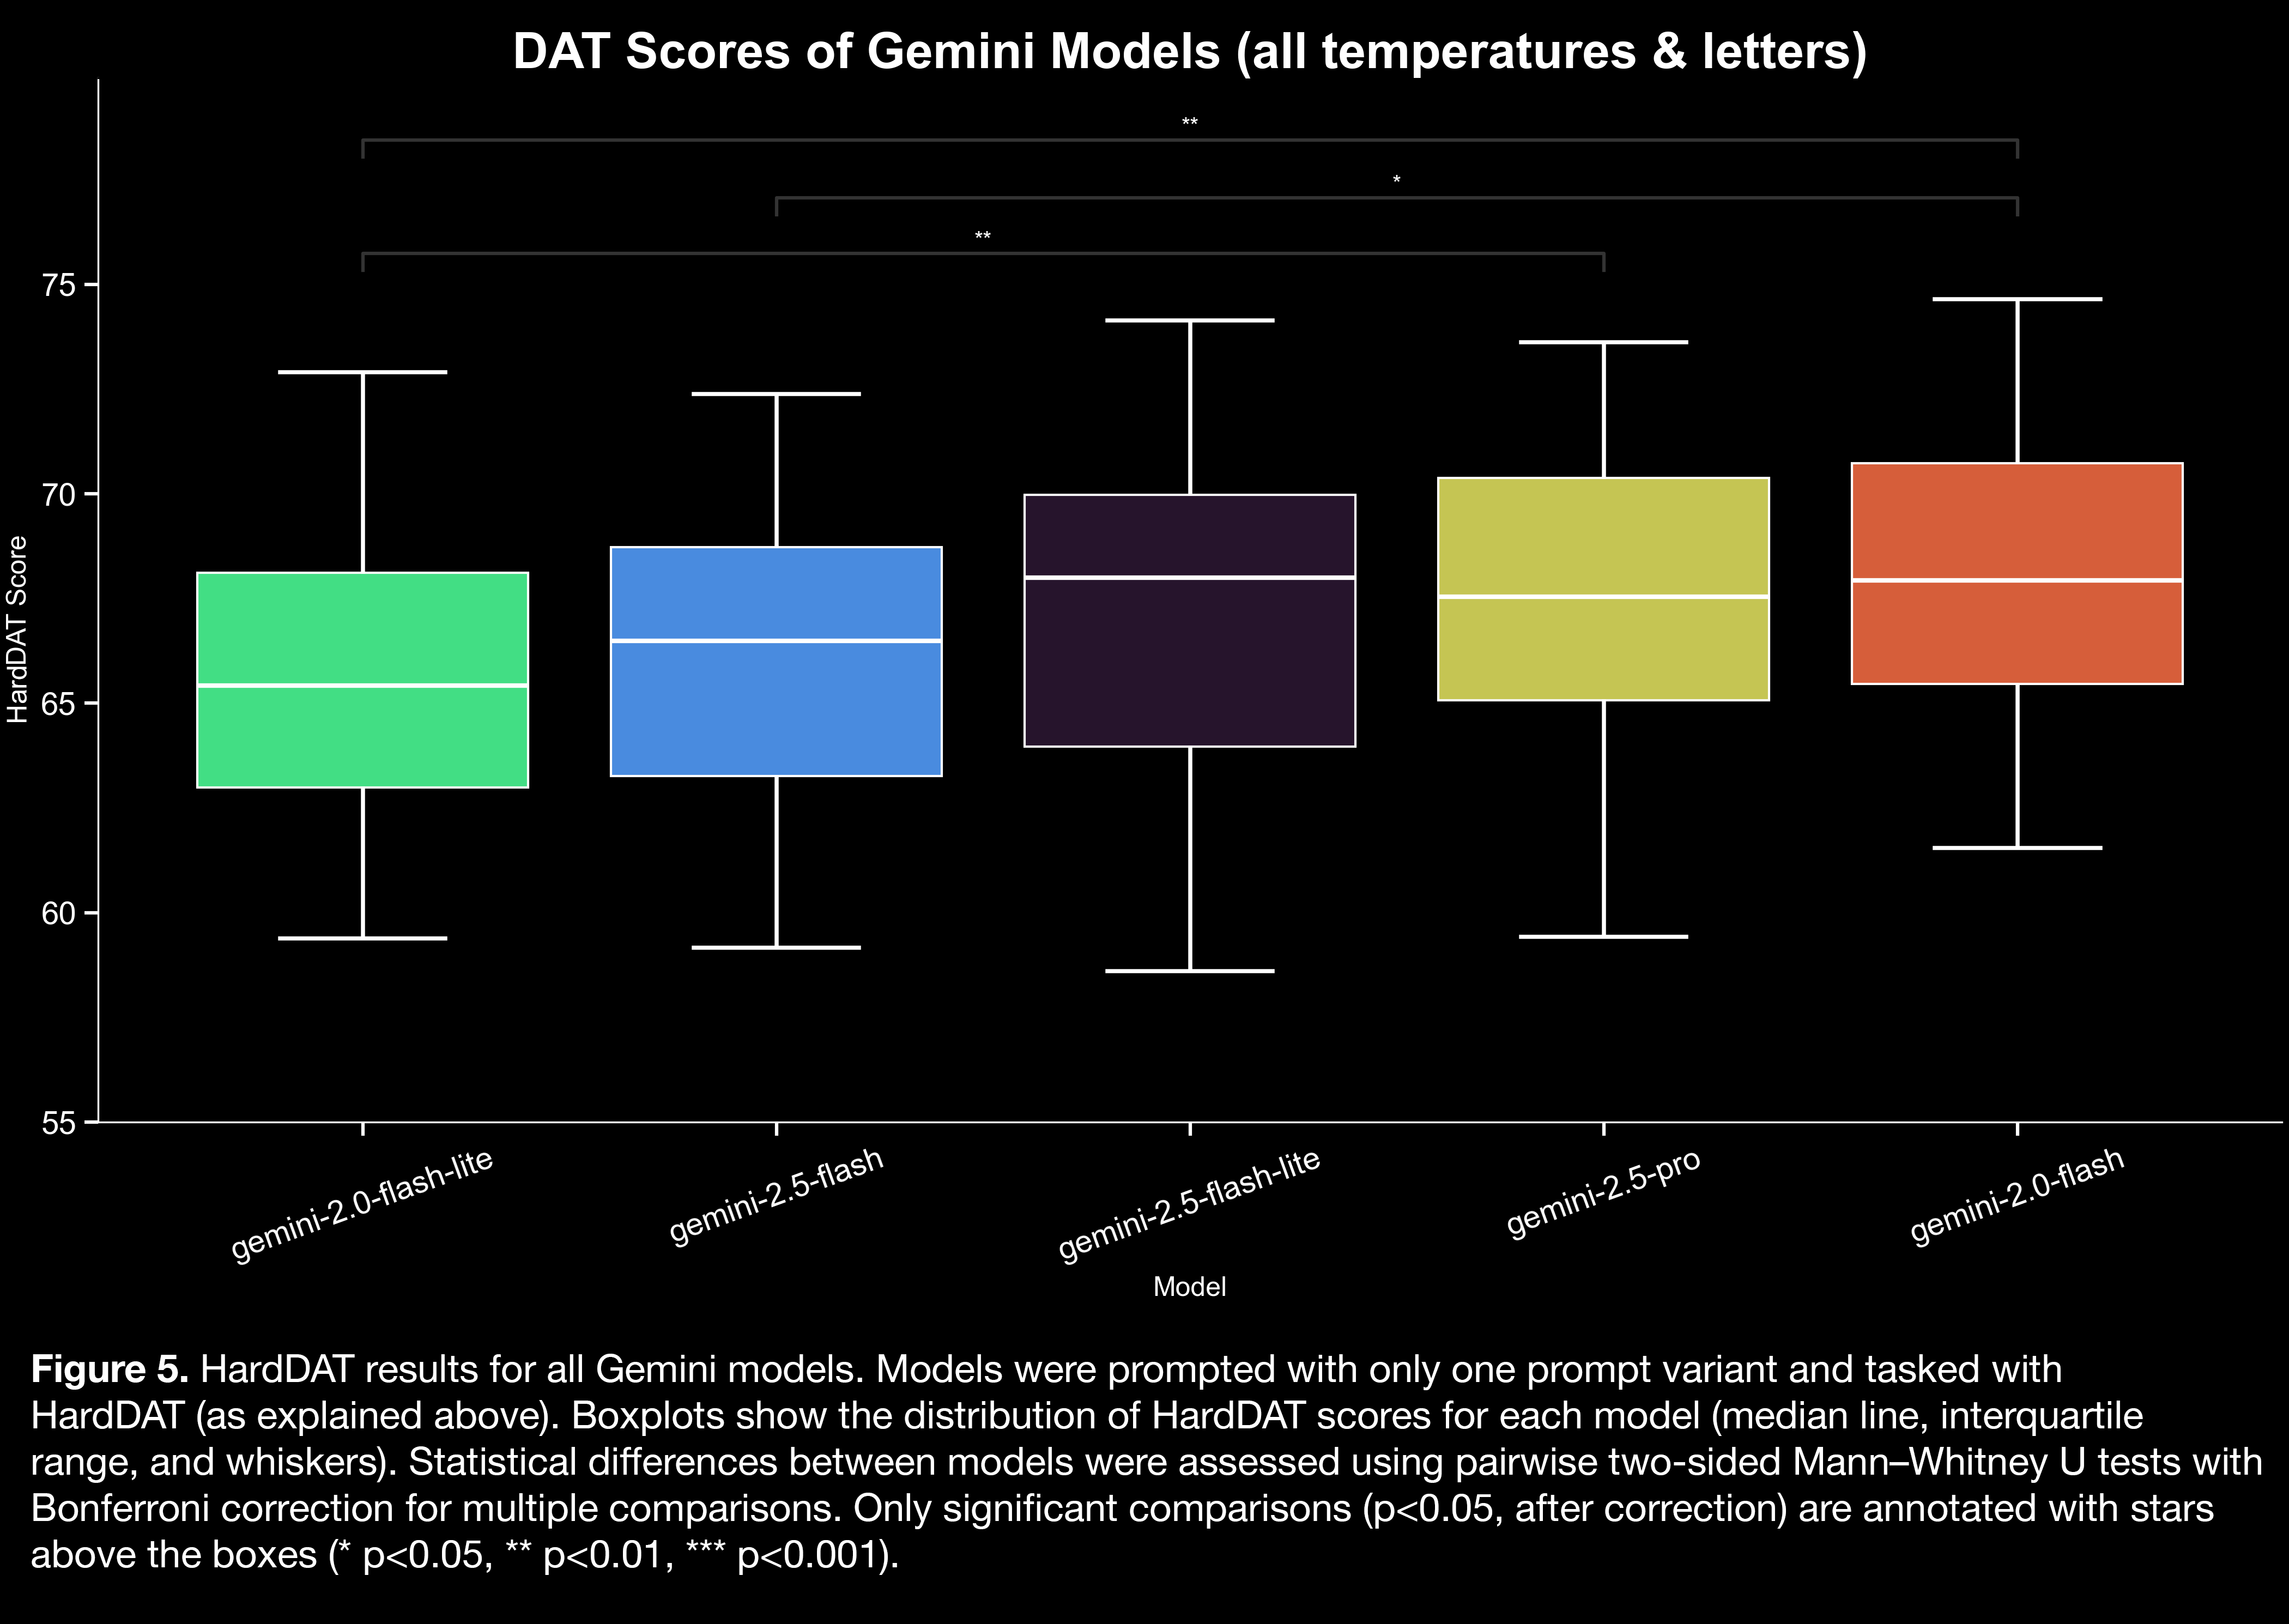 DAT Scores of Gemini Models (all temperatures & letters)
**
*
**
75
70
65
60
55
HardDAT Score
gemini-2.0-flash-lite
gemini-2.5-flash
gemini-2.5-flash-lite
gemini-2.5-pro
gemini-2.0-flash
Model
Figure 5. HardDAT results for all Gemini models. Models were prompted with only one prompt variant and tasked with
HardDAT (as explained above). Boxplots show the distribution of HardDAT scores for each model (median line, interquartile
range, and whiskers). Statistical differences between models were assessed using pairwise two-sided Mann–Whitney U tests with
Bonferroni correction for multiple comparisons. Only significant comparisons (p<0.05, after correction) are annotated with stars
above the boxes (* p<0.05, ** p<0.01, *** p<0.001).